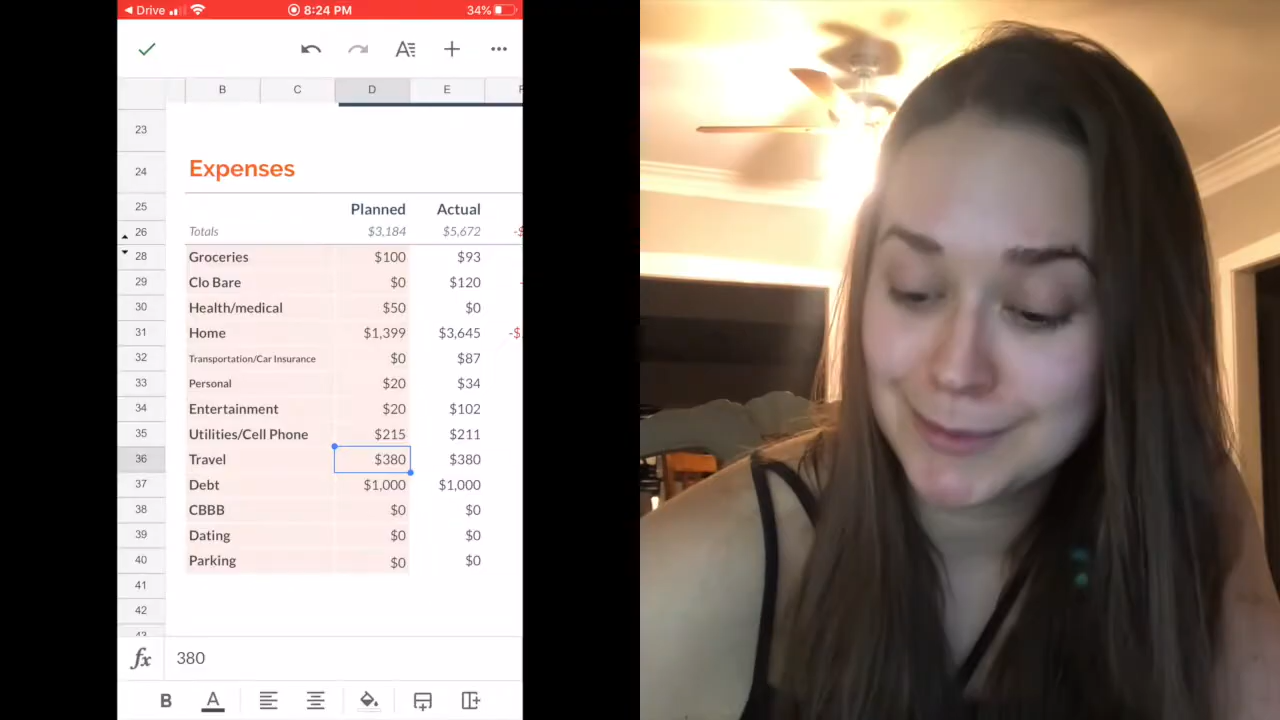 Drive 8:24 PM 34%
B C D E F
23
24 Expenses
25 Planned Actual
26 Totals $3,184 $5,672 -$
28 Groceries $100 $93
29 Clo Bare $0 $120 -
30 Health/medical $50 $0
31 Home $1,399 $3,645 -$
32 Transportation/Car Insurance $0 $87
33 Personal $20 $34
34 Entertainment $20 $102
35 Utilities/Cell Phone $215 $211
36 Travel $380 $380
37 Debt $1,000 $1,000
38 CBBB $0 $0
39 Dating $0 $0
40 Parking $0 $0
41
42
43
fx 380
B A